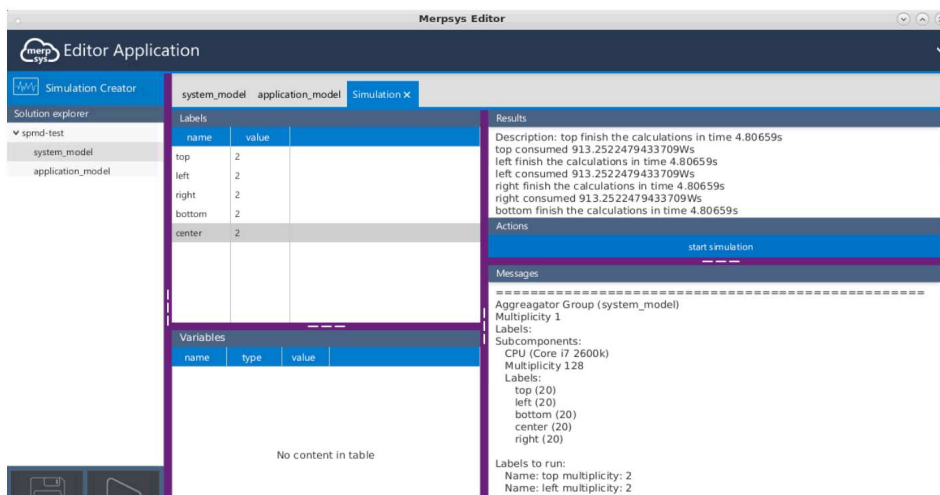 Merpsys Editor
merp sys Editor Application
Simulation Creator
Solution explorer
spmd-test
system_model
application_model
system_model application_model Simulation ×
Labels
name value
top 2
left 2
right 2
bottom 2
center 2
Variables
name type value
No content in table
Results
Description: top finish the calculations in time 4.80659s
top consumed 913.2522479433709Ws
left finish the calculations in time 4.80659s
left consumed 913.2522479433709Ws
right finish the calculations in time 4.80659s
right consumed 913.2522479433709Ws
bottom finish the calculations in time 4.80659s
Actions
start simulation
Messages
===================================================
Aggreagator Group (system_model)
Multiplicity 1
Labels:
Subcomponents:
CPU (Core i7 2600k)
Multiplicity 128
Labels:
top (20)
left (20)
bottom (20)
center (20)
right (20)
Labels to run:
Name: top multiplicity: 2
Name: left multiplicity: 2